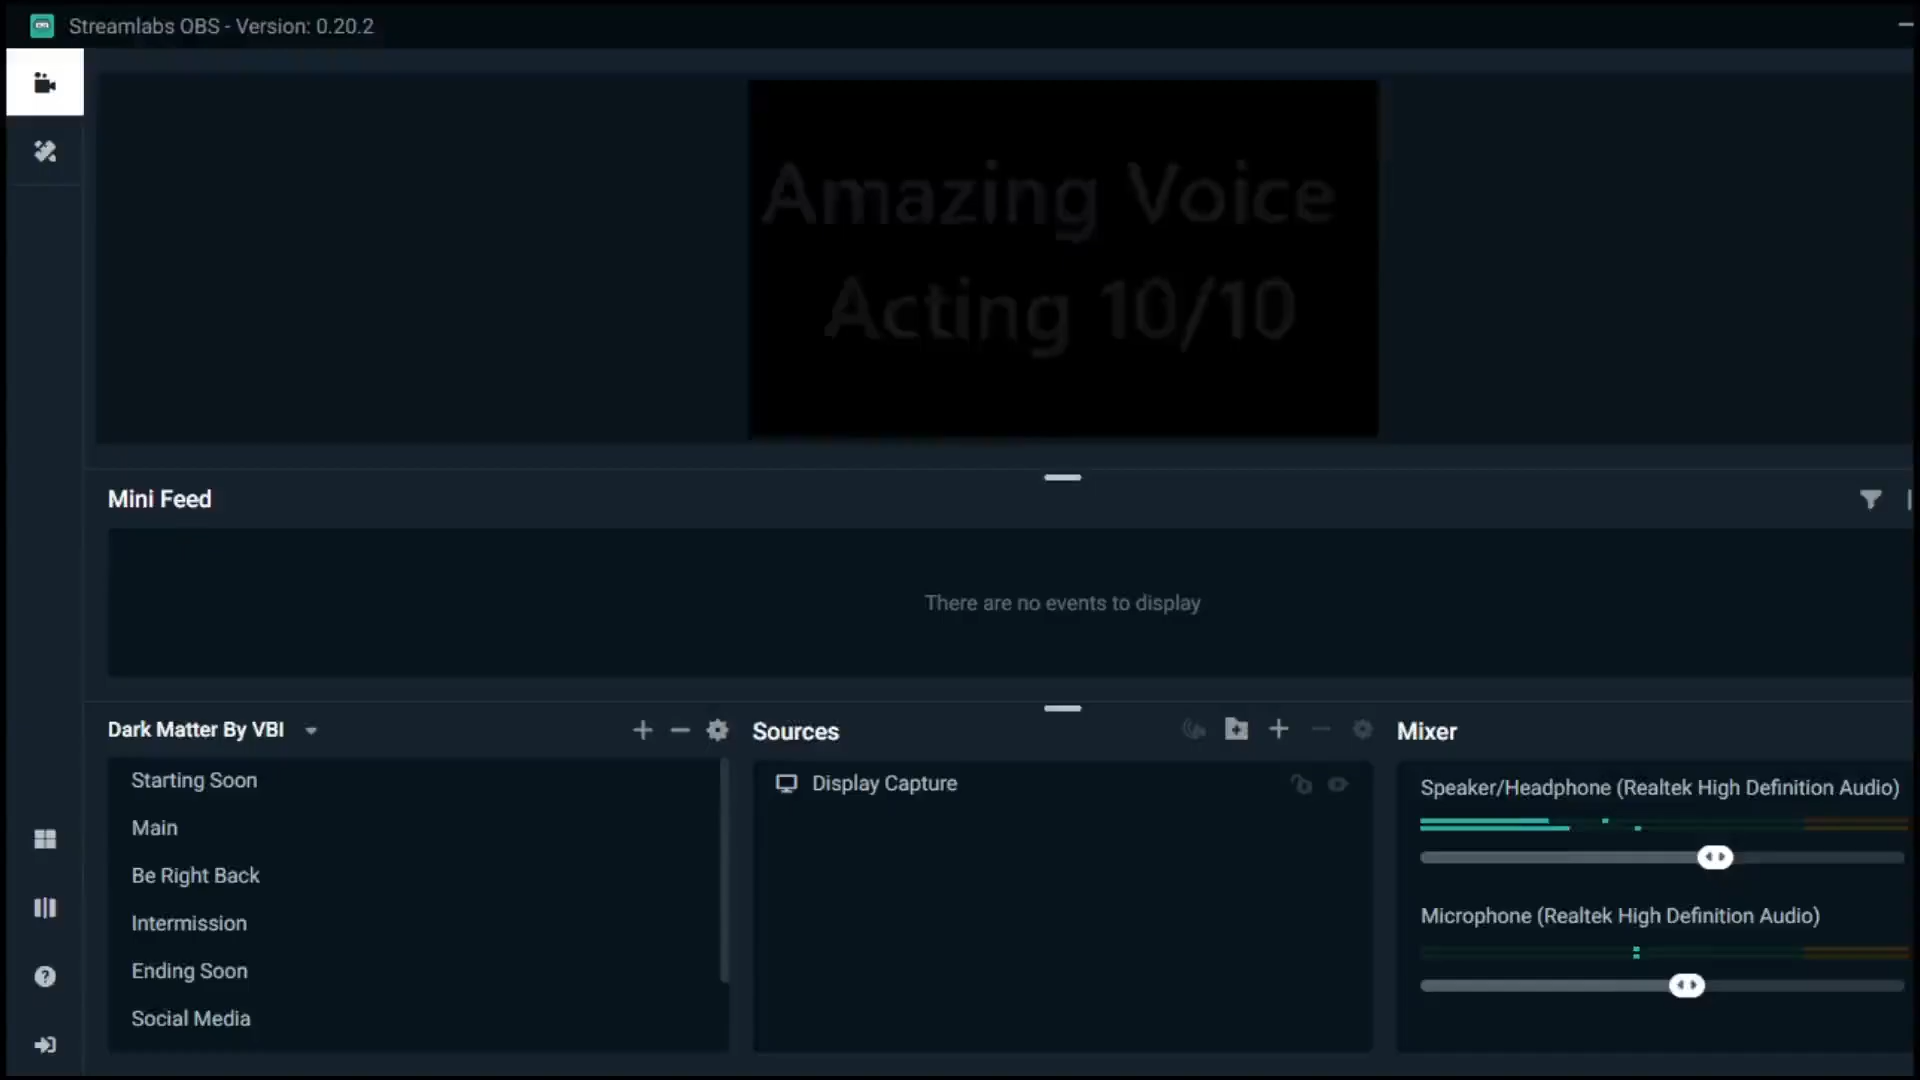 Streamlabs OBS - Version: 0.20.2
Amazing Voice
Acting 10/10
Mini Feed
There are no events to display
Dark Matter By VBI
Starting Soon
Main
Be Right Back
Intermission
Ending Soon
Social Media
Sources
Display Capture
Mixer
Speaker/Headphone (Realtek High Definition Audio)
Microphone (Realtek High Definition Audio)